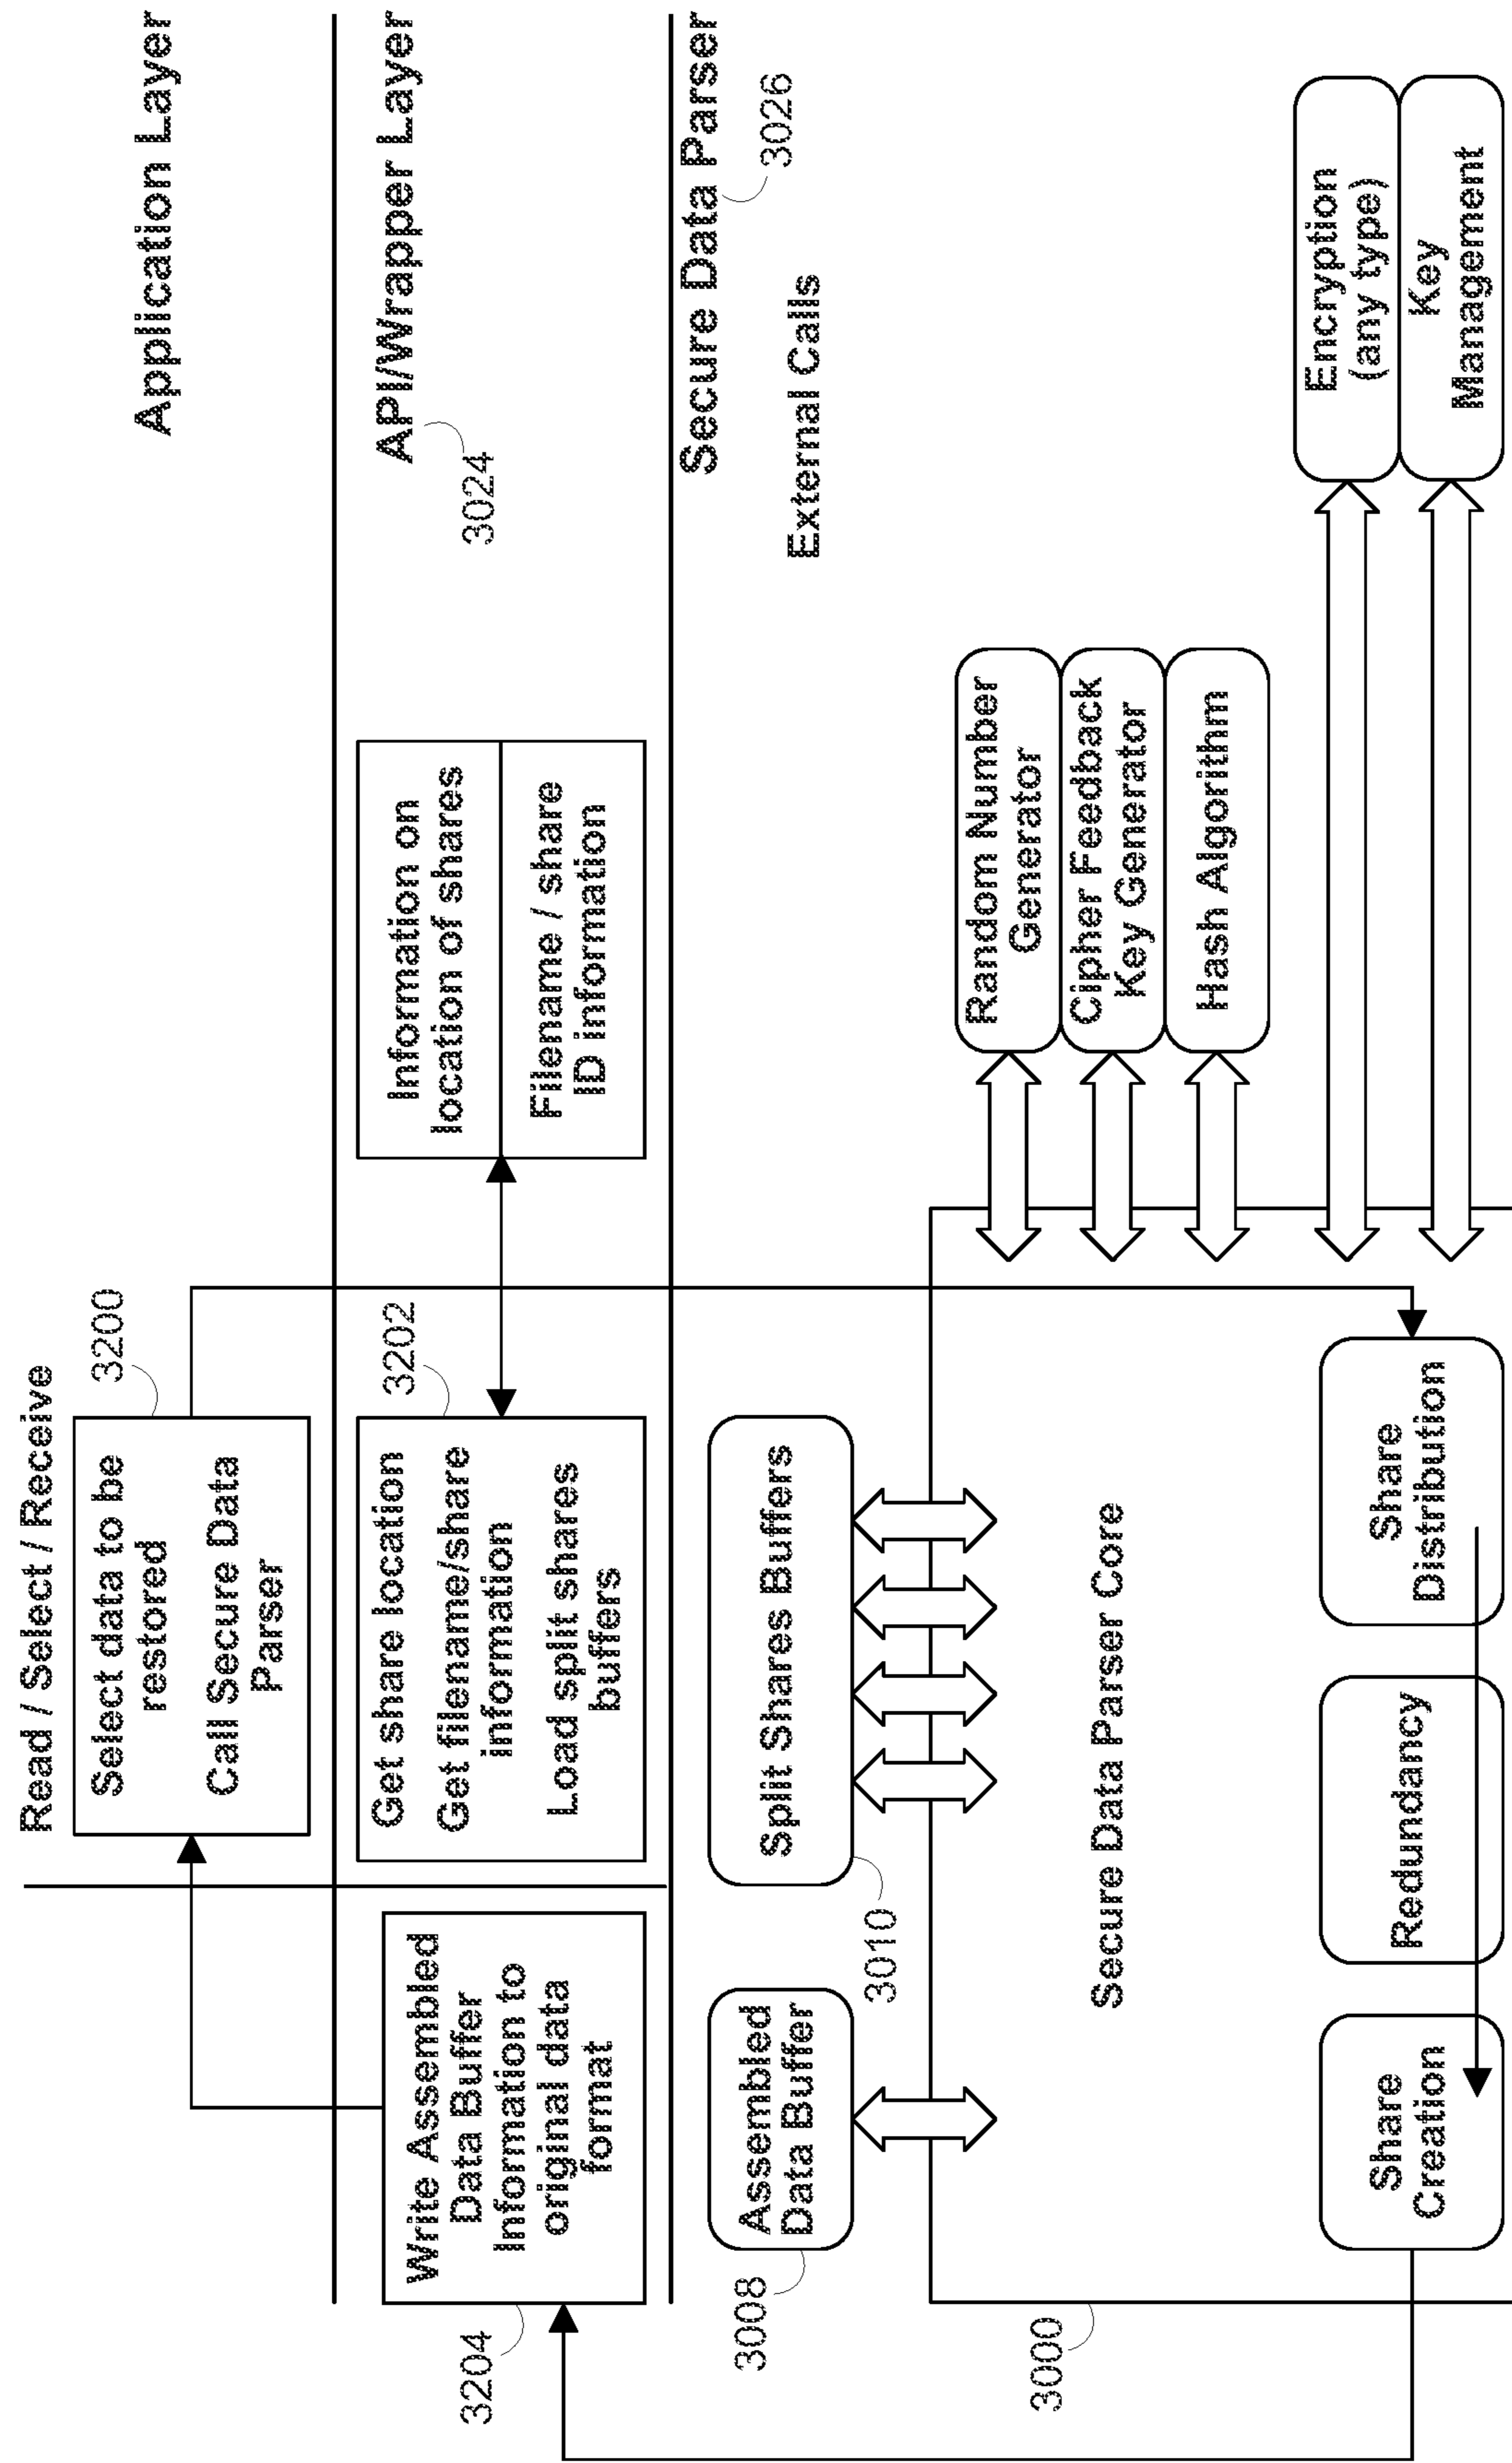 Read / Select / Receive
3200
Select data to be
restored
Call Secure Data
Parser
Application Layer
Write Assembled
Data Buffer
Information to
original data
format
3204
3202
Get share location
Get filename/share
information
Load split shares
buffers
Information on
location of shares
Filename / share
ID information
API/Wrapper Layer
3024
Secure Data Parser
3026
External Calls
3008
Assembled
Data Buffer
Split Shares Buffers
3010
3000
Secure Data Parser Core
Random Number
Generator
Cipher Feedback
Key Generator
Hash Algorithm
Encryption
(any type)
Key
Management
Share
Creation
Redundancy
Share
Distribution